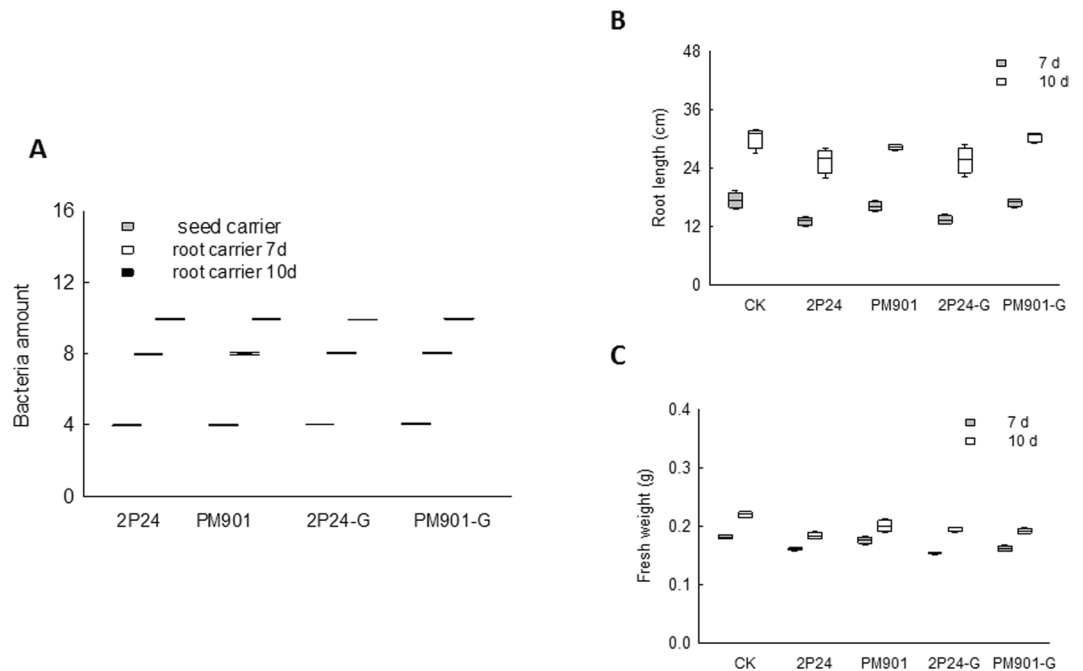 A
16
12
8
4
0
Bacteria amount
seed carrier
root carrier 7d
root carrier 10d
2P24 PM901 2P24-G PM901-G
B
48
36
24
12
0
Root length (cm)
7 d
10 d
CK 2P24 PM901 2P24-G PM901-G
C
0.4
0.3
0.2
0.1
0.0
Fresh weight (g)
7 d
10 d
CK 2P24 PM901 2P24-G PM901-G